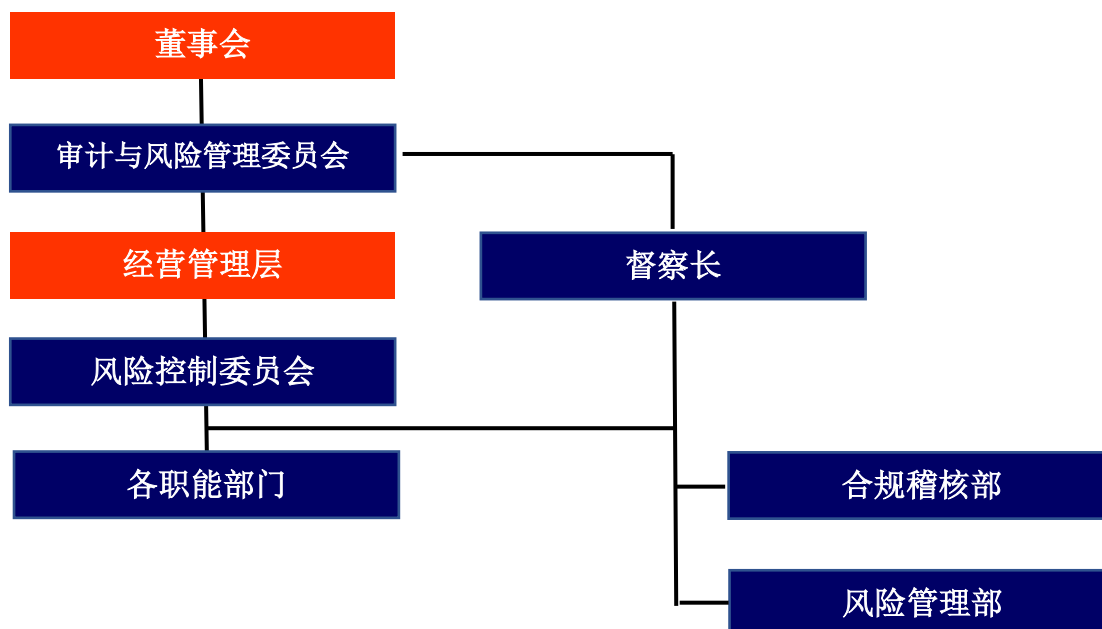 董事会
审计与风险管理委员会
经营管理层
督察长
风险控制委员会
各职能部门
合规稽核部
风险管理部